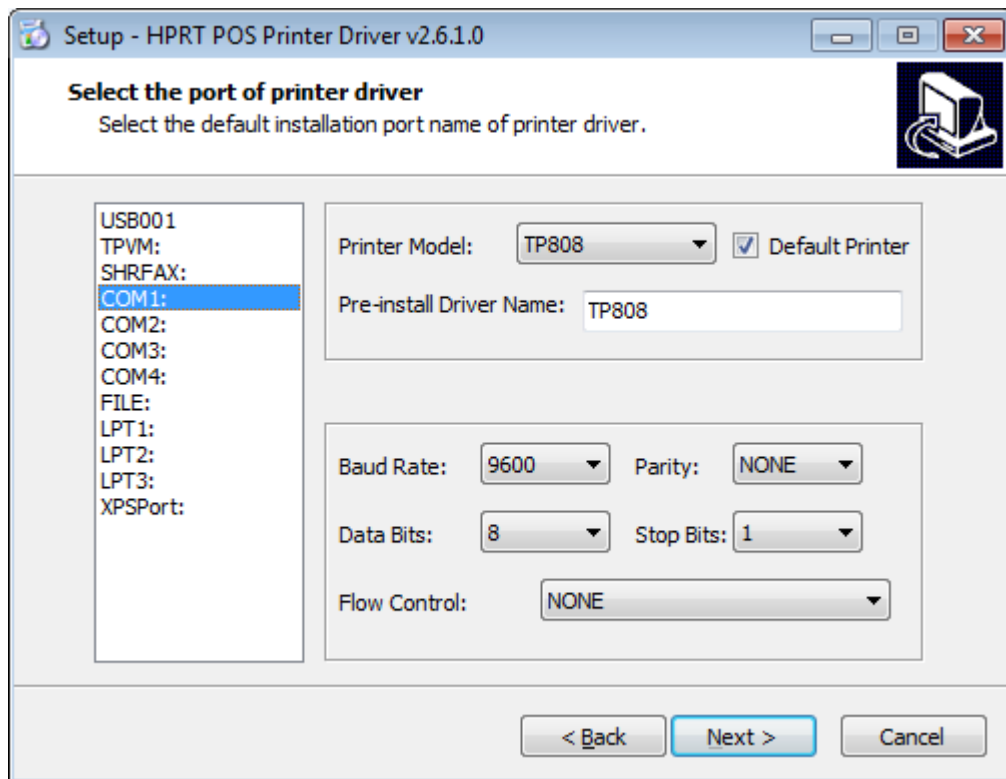 Setup - HPRT POS Printer Driver v2.6.1.0
Select the port of printer driver
Select the default installation port name of printer driver.
USB001
TPVM:
SHRFAX:
COM1:
COM2:
COM3:
COM4:
FILE:
LPT1:
LPT2:
LPT3:
XPSPort:
Printer Model: TP808 Default Printer
Pre-install Driver Name: TP808
Baud Rate: 9600 Parity: NONE
Data Bits: 8 Stop Bits: 1
Flow Control: NONE
< Back Next > Cancel